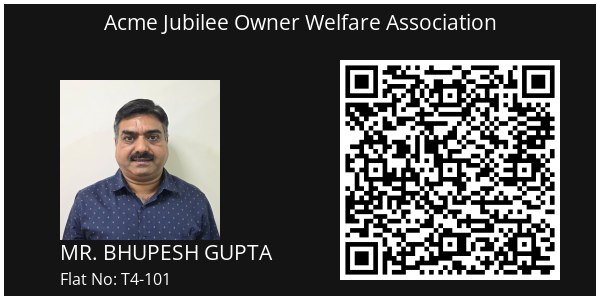 Acme Jubilee Owner Welfare Association
MR. BHUPESH GUPTA
Flat No: T4-101